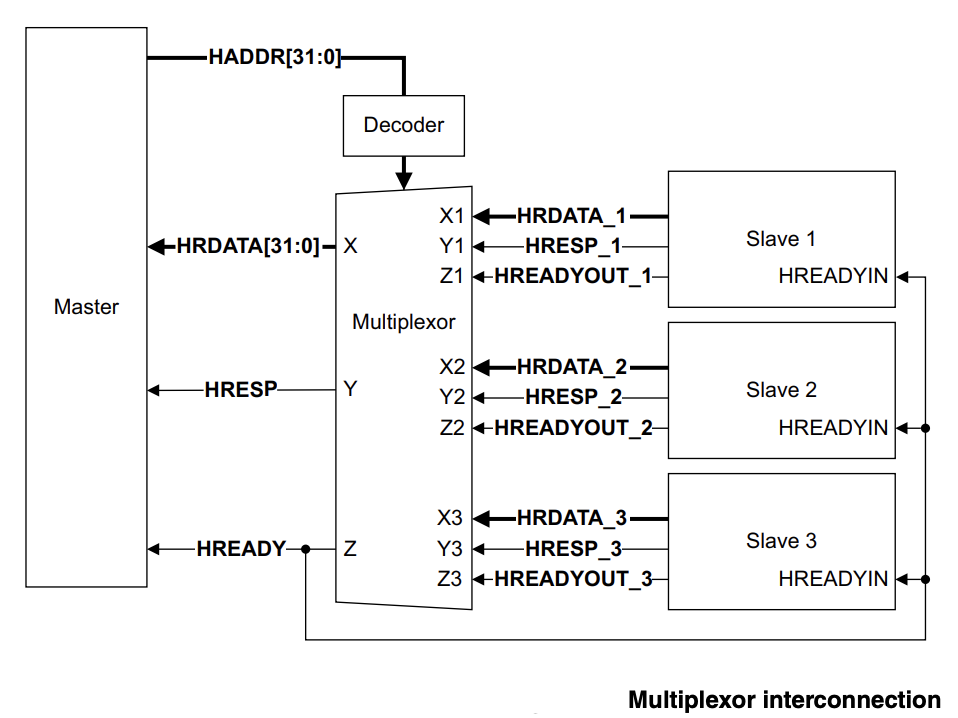 HADDR[31:0]
Decoder
Master
HRDATA[31:0]
HRESP
HREADY
X
Y
Z
Multiplexor
X1
Y1
Z1
X2
Y2
Z2
X3
Y3
Z3
HRDATA_1
HRESP_1
HREADYOUT_1
Slave 1
HREADYIN
HRDATA_2
HRESP_2
HREADYOUT_2
Slave 2
HREADYIN
HRDATA_3
HRESP_3
HREADYOUT_3
Slave 3
HREADYIN
Multiplexor interconnection